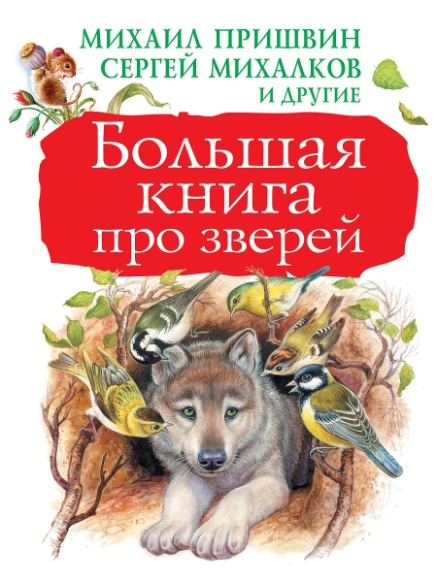 МИХАИЛ ПРИШВИН
СЕРГЕЙ МИХАЛКОВ
И ДРУГИЕ
Большая
книга
про зверей